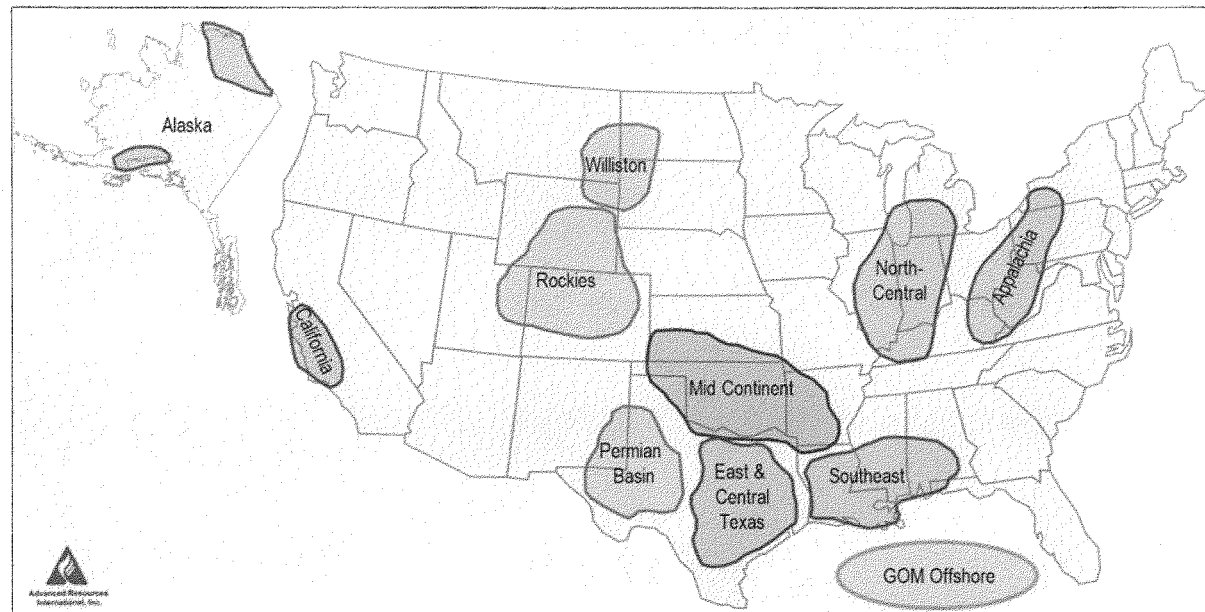 Alaska
Williston
Rockies
North-
Central
Appalachia
California
Mid Continent
Permian
Basin
East &
Central
Texas
Southeast
GOM Offshore
Advanced Resources
International, Inc.